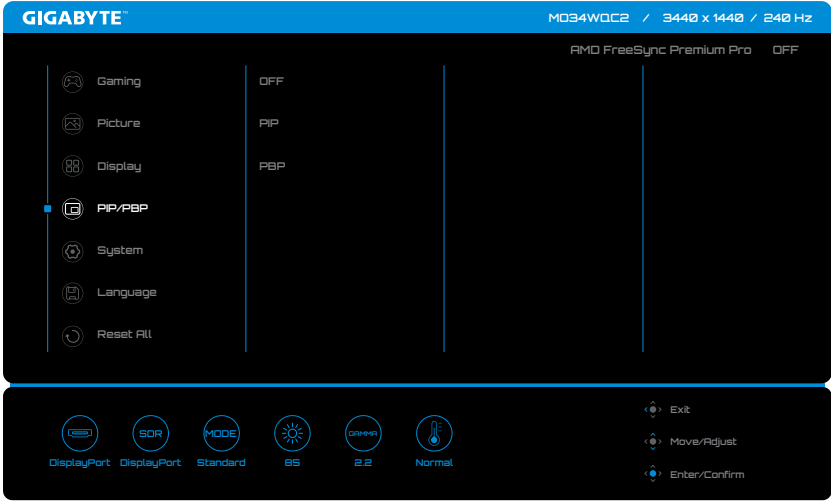 GIGABYTE™ MO34WQC2 / 3440 x 1440 / 240 Hz
AMD FreeSync Premium Pro OFF
Gaming OFF
Picture PIP
Display PBP
PIP/PBP
System
Language
Reset All
Exit
SDR MODE GAMMA
Move/Adjust
DisplayPort DisplayPort Standard 85 2.2 Normal
Enter/Confirm